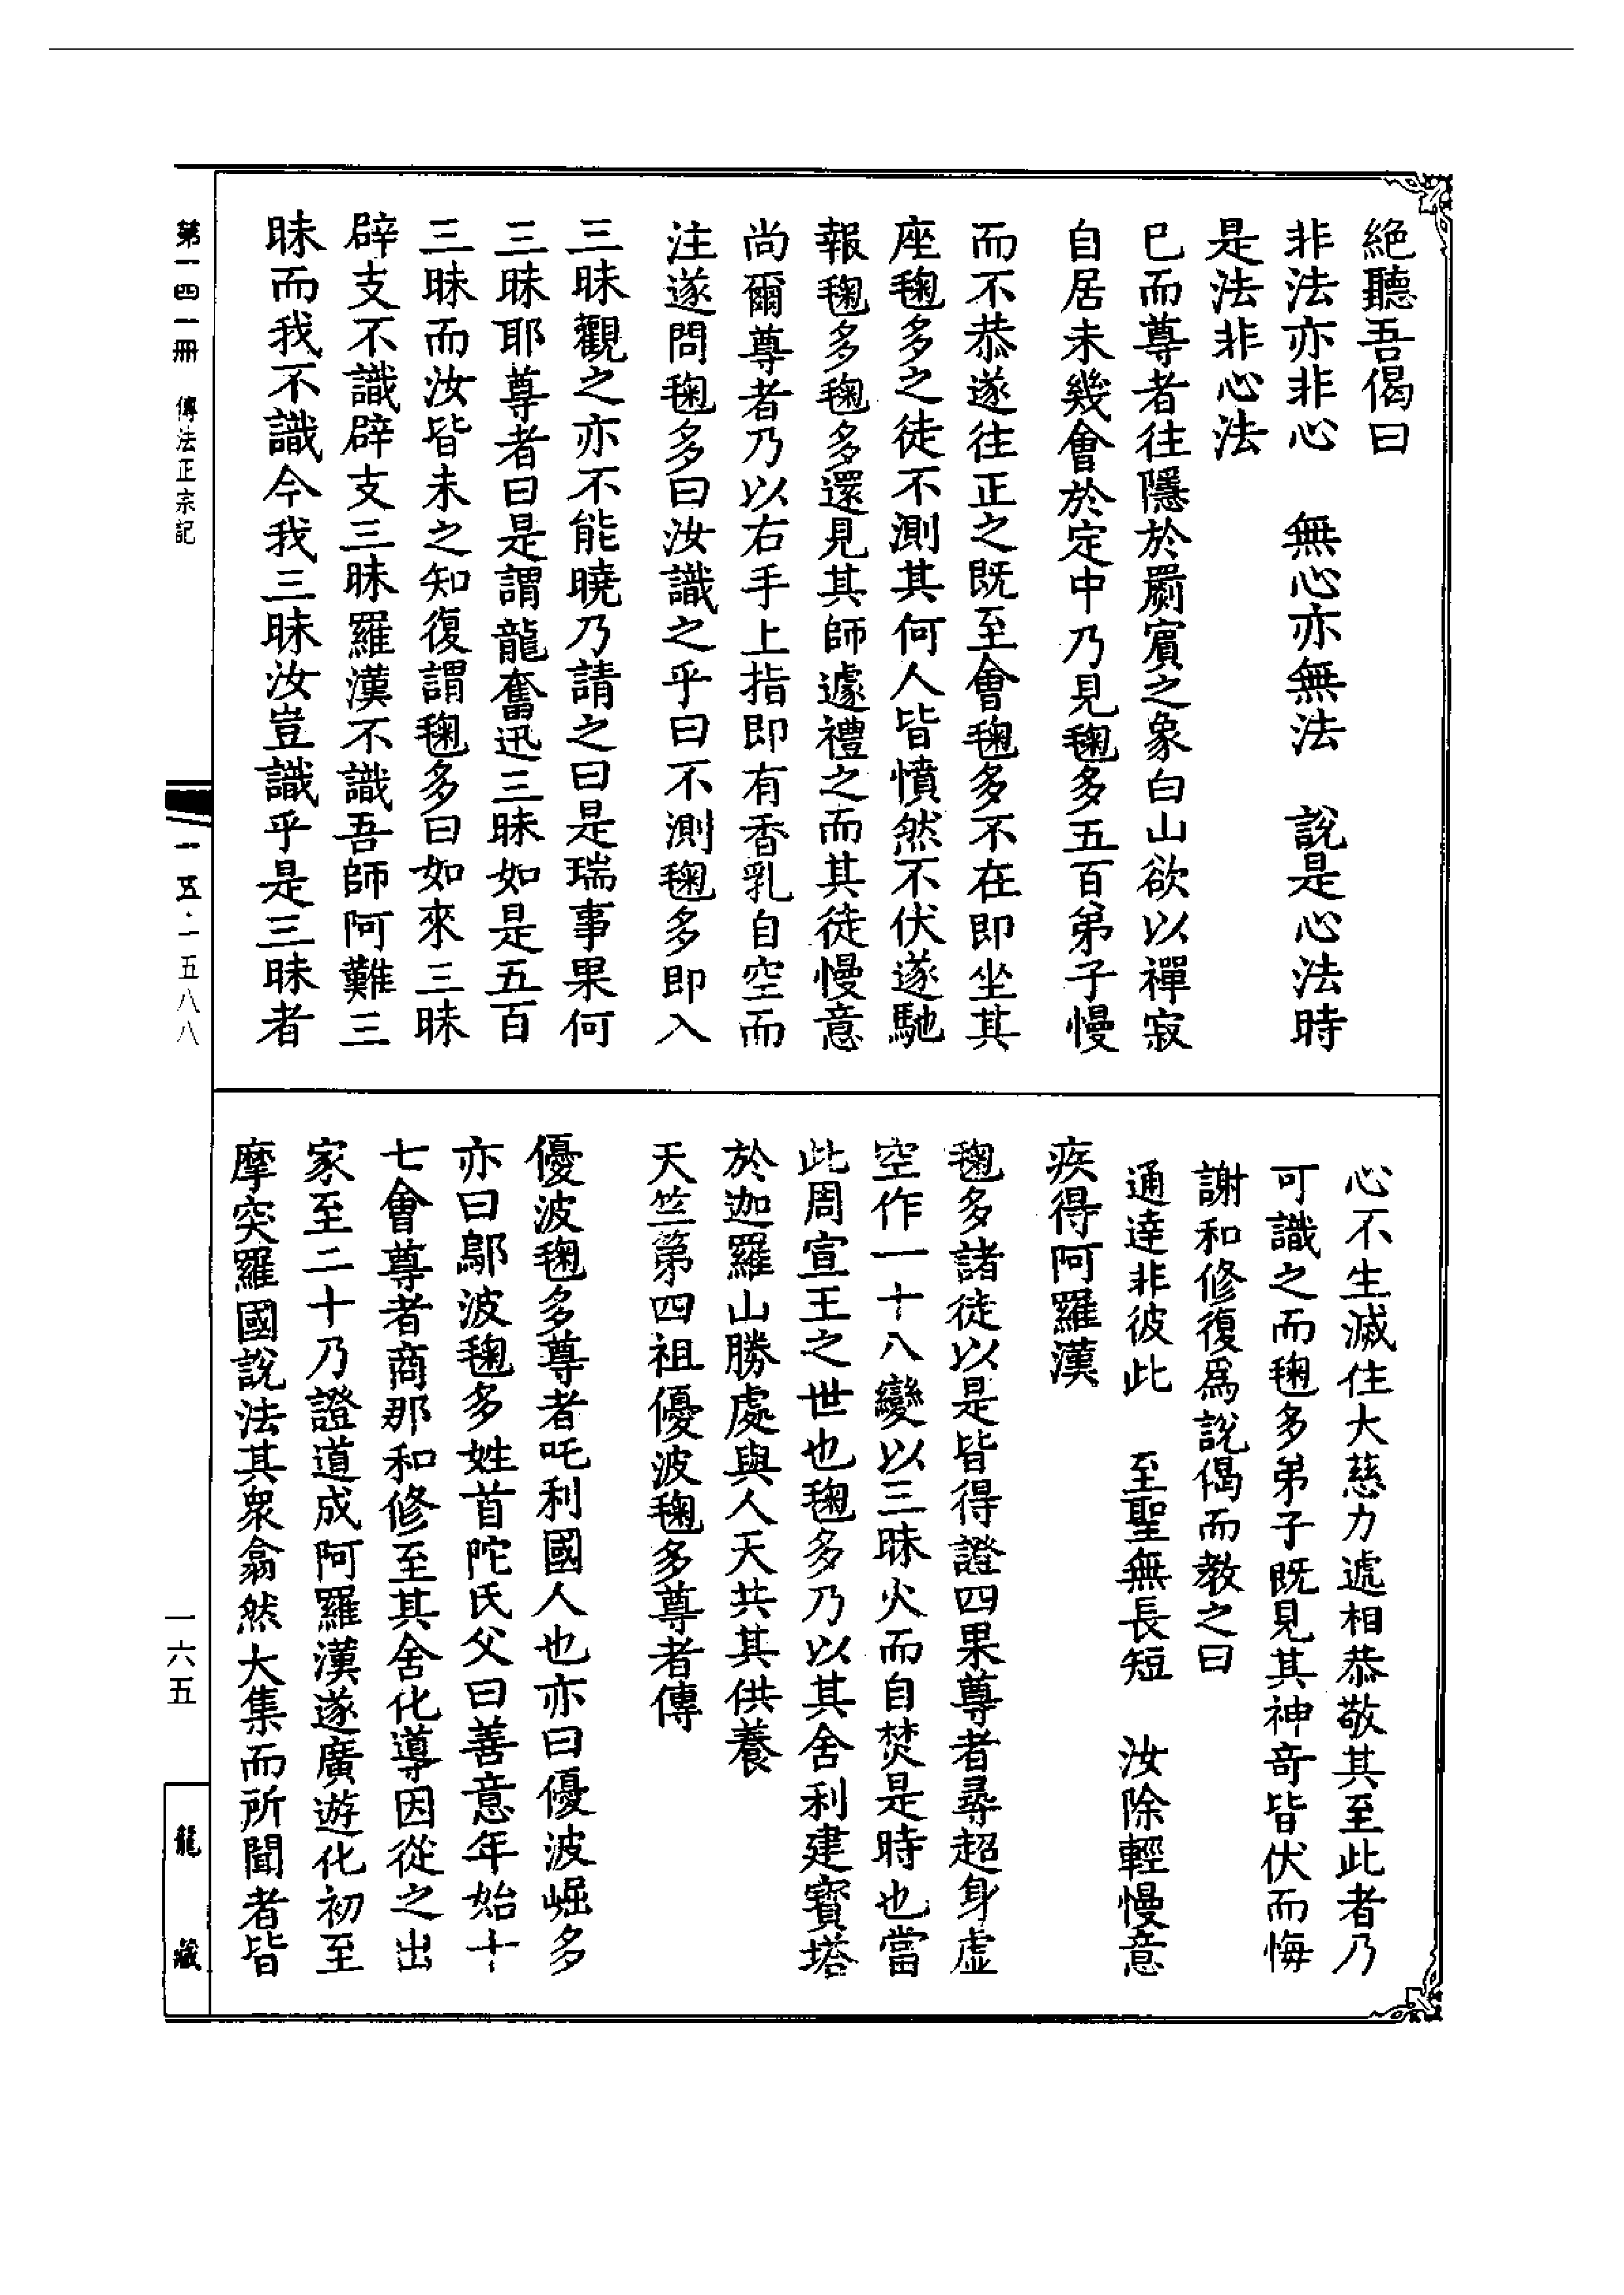 絶聽吾偈曰
非法亦非心　無心亦無法　說是心法時
是法非心法
已而尊者往隱於罽賓之象白山欲以禪寂
自居未幾會於定中乃見毱多五百弟子慢
而不恭遂往正之既至會毱多不在即坐其
座毱多之徒不測其何人皆憤然不伏遂馳
報毱多毱多還見其師遽禮之而其徒慢意
尚爾尊者乃以右手上指即有香乳自空而
注遂問毱多曰汝識之乎曰不測毱多即入
三昧觀之亦不能曉乃請之曰是瑞事果何
三昧耶尊者曰是謂龍奮迅三昧如是五百
三昧而汝皆未之知復謂毱多曰如來三昧
辟支不識辟支三昧羅漢不識吾師阿難三
昧而我不識今我三昧汝豈識乎是三昧者
心不生滅住大慈力遞相恭敬其至此者乃
可識之而毱多弟子既見其神奇皆伏而悔
謝和修復爲說偈而教之曰
通達非彼此　至聖無長短　汝除輕慢意
疾得阿羅漢
毱多諸徒以是皆得證四果尊者尋超身虛
空作一十八變以三昧火而自焚是時也當
此周宣王之世也毱多乃以其舍利建寶塔
於迦羅山勝處與人天共其供養
天竺第四祖優波毱多尊者傳
優波毱多尊者吒利國人也亦曰優波崛多
亦曰鄔波毱多姓首陀氏父曰善意年始十
七會尊者商那和修至其舍化導因從之出
家至二十乃證道成阿羅漢遂廣遊化初至
摩突羅國說法其衆翕然大集而所聞者皆
第一四一冊　傳法正宗記
一五·一五八八
一六五
龍藏